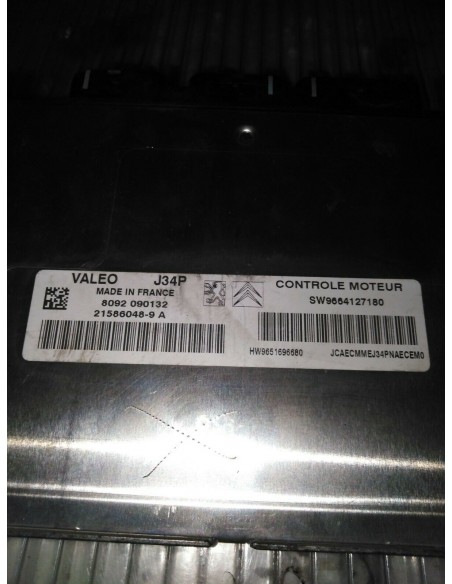 VALEO J34P
MADE IN FRANCE
8092 090132
21586048-9 A
CONTROLE MOTEUR
SW9664127180
HW9651696680
JCAECMMEJ34PNAECEM0